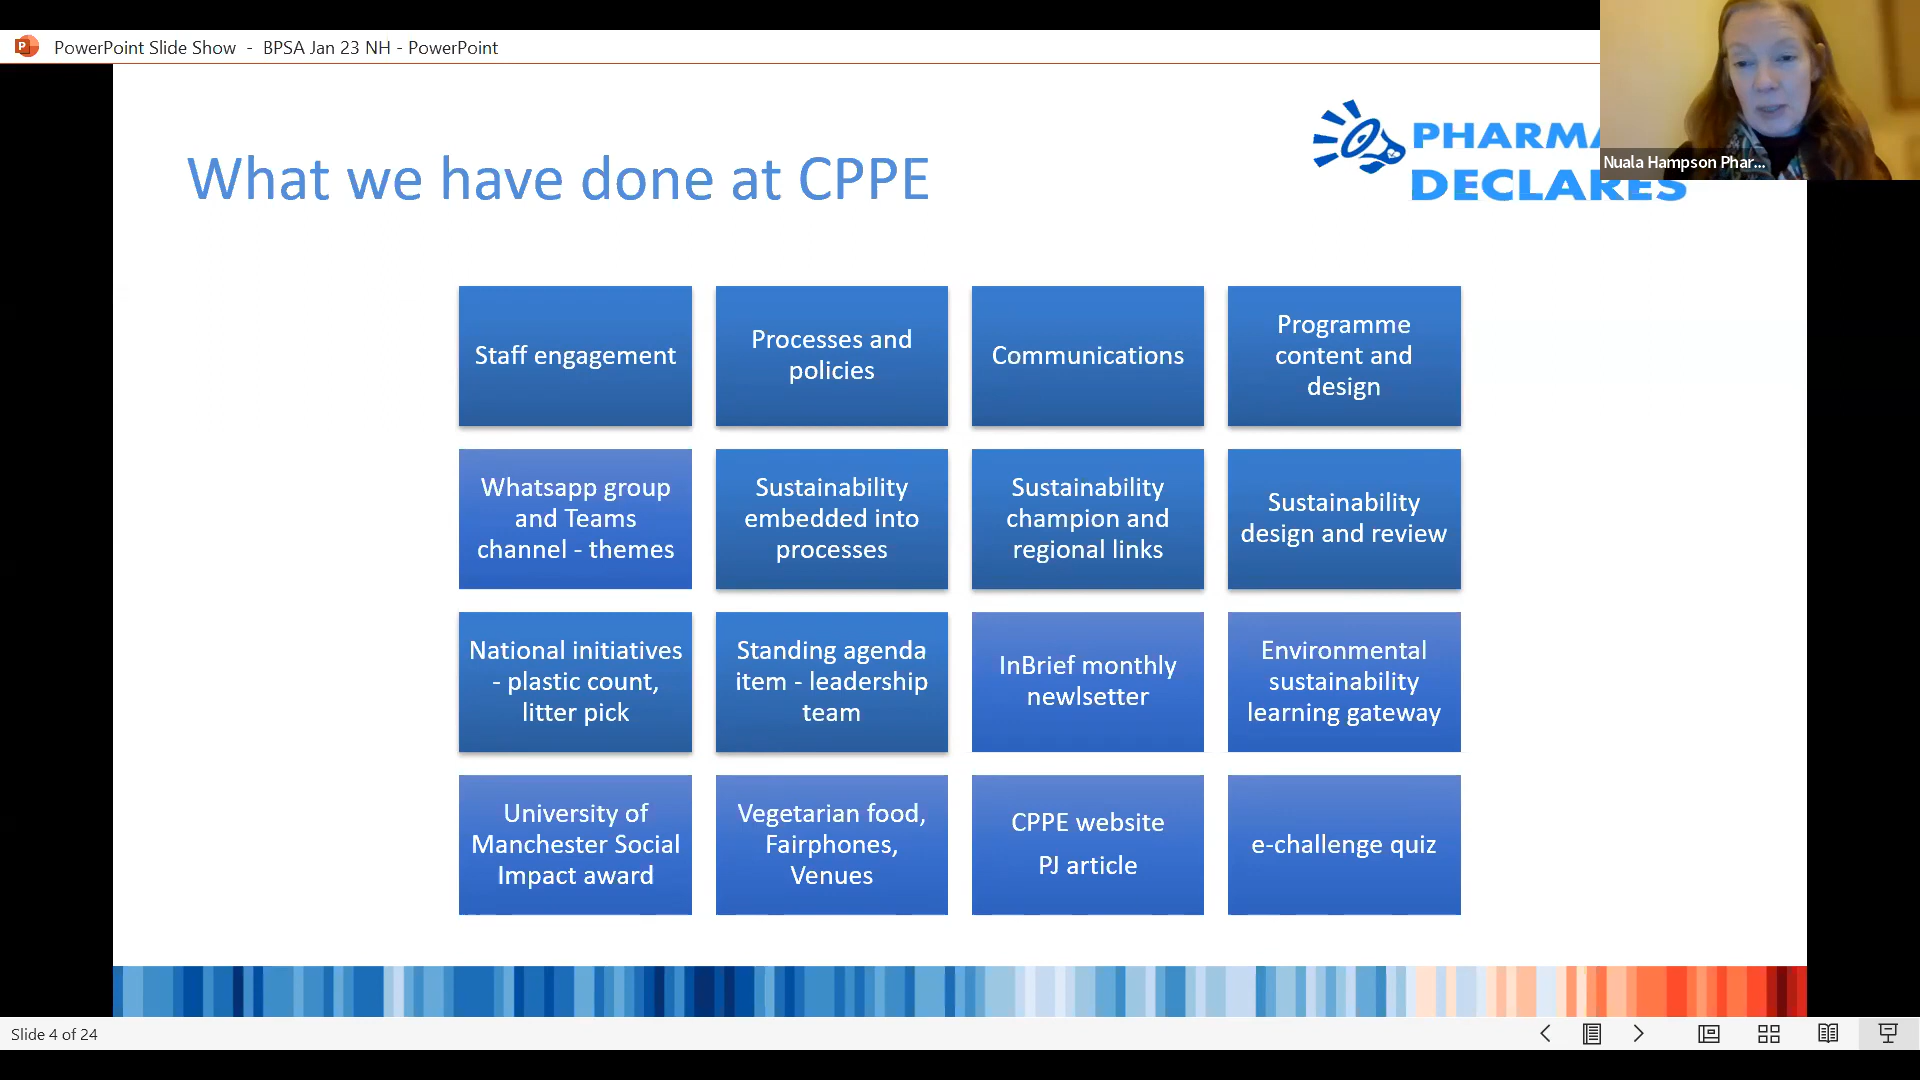 PowerPoint Slide Show - BPSA Jan 23 NH - PowerPoint
What we have done at CPPE
PHARMA
DECLARES
Nuala Hampson Phar...
Staff engagement
Processes and
policies
Communications
Programme
content and
design
Whatsapp group
and Teams
channel - themes
Sustainability
embedded into
processes
Sustainability
champion and
regional links
Sustainability
design and review
National initiatives
- plastic count,
litter pick
Standing agenda
item - leadership
team
InBrief monthly
newlsetter
Environmental
sustainability
learning gateway
University of
Manchester Social
Impact award
Vegetarian food,
Fairphones,
Venues
CPPE website
PJ article
e-challenge quiz
Slide 4 of 24